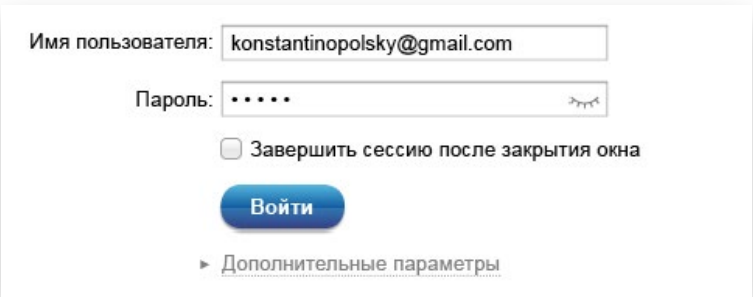 Имя пользователя: konstantinopolsky@gmail.com
Пароль: •••••
Завершить сессию после закрытия окна
Войти
Дополнительные параметры